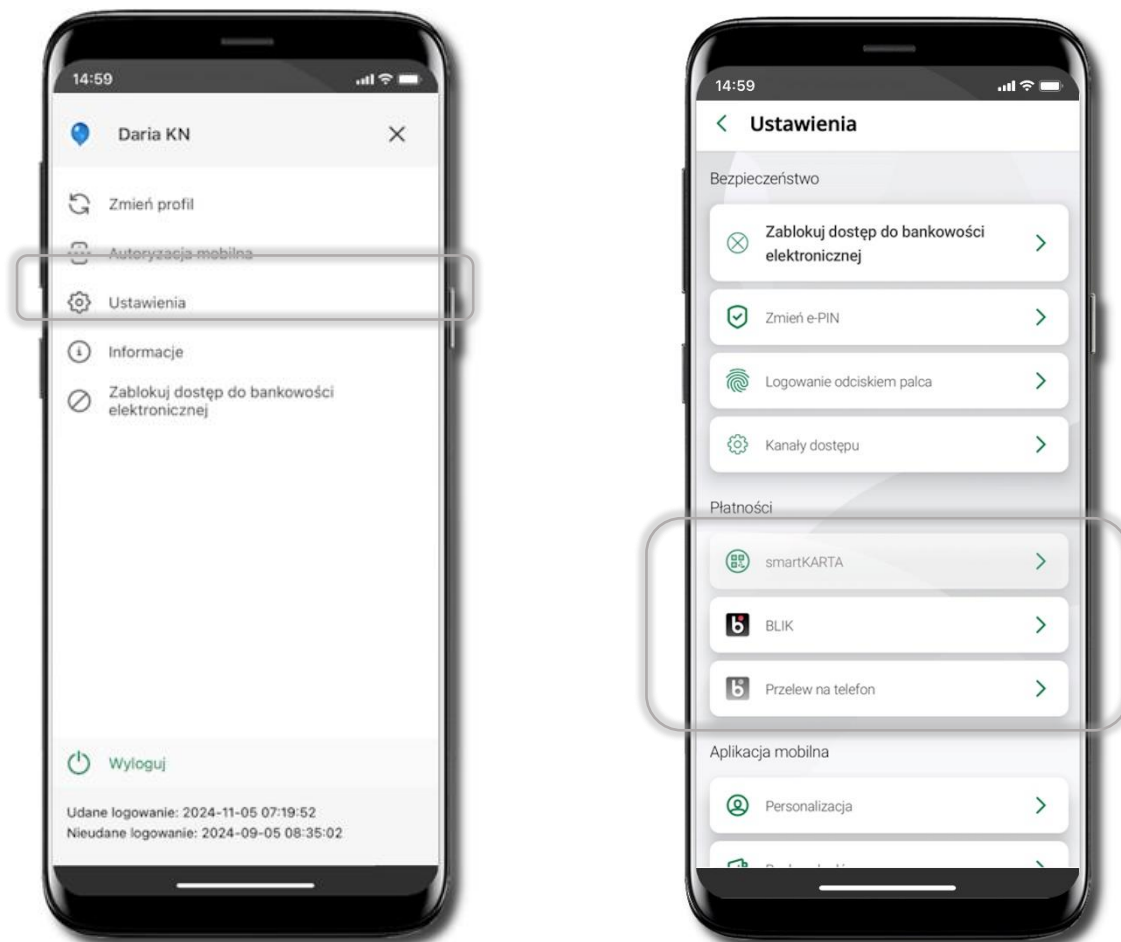 14:59
Daria KN
Zmień profil
Autoryzacja mobilna
Ustawienia
Informacje
Zablokuj dostęp do bankowości
elektronicznej
Wyloguj
Udane logowanie: 2024-11-05 07:19:52
Nieudane logowanie: 2024-09-05 08:35:02
14:59
Ustawienia
Bezpieczeństwo
Zablokuj dostęp do bankowości
elektronicznej
Zmień e-PIN
Logowanie odciskiem palca
Kanały dostępu
Płatności
smartKARTA
BLIK
Przelew na telefon
Aplikacja mobilna
Personalizacja